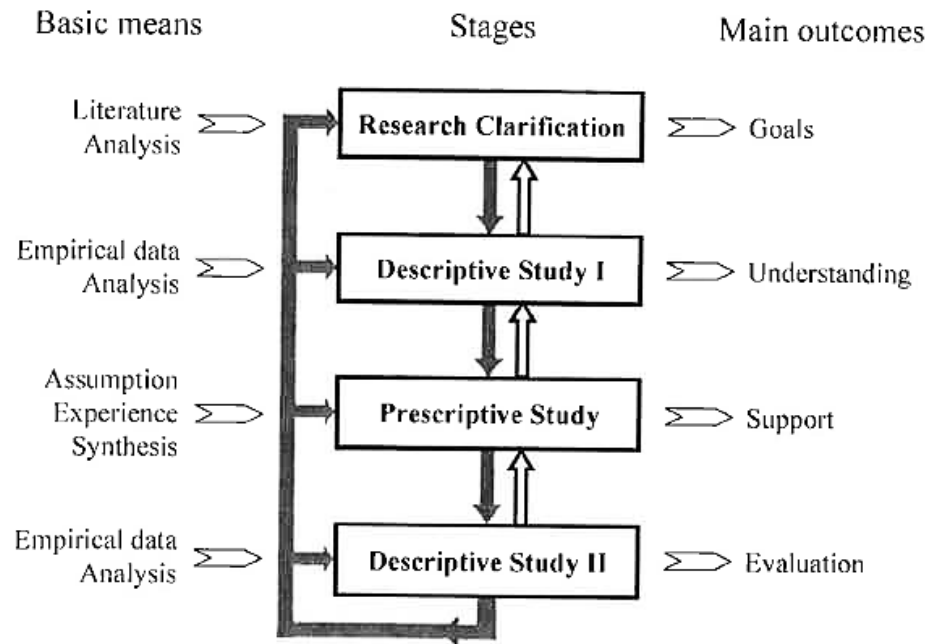 Basic means
Stages
Main outcomes
Literature
Analysis
Research Clarification
Goals
Empirical data
Analysis
Descriptive Study I
Understanding
Assumption
Experience
Synthesis
Prescriptive Study
Support
Empirical data
Analysis
Descriptive Study II
Evaluation